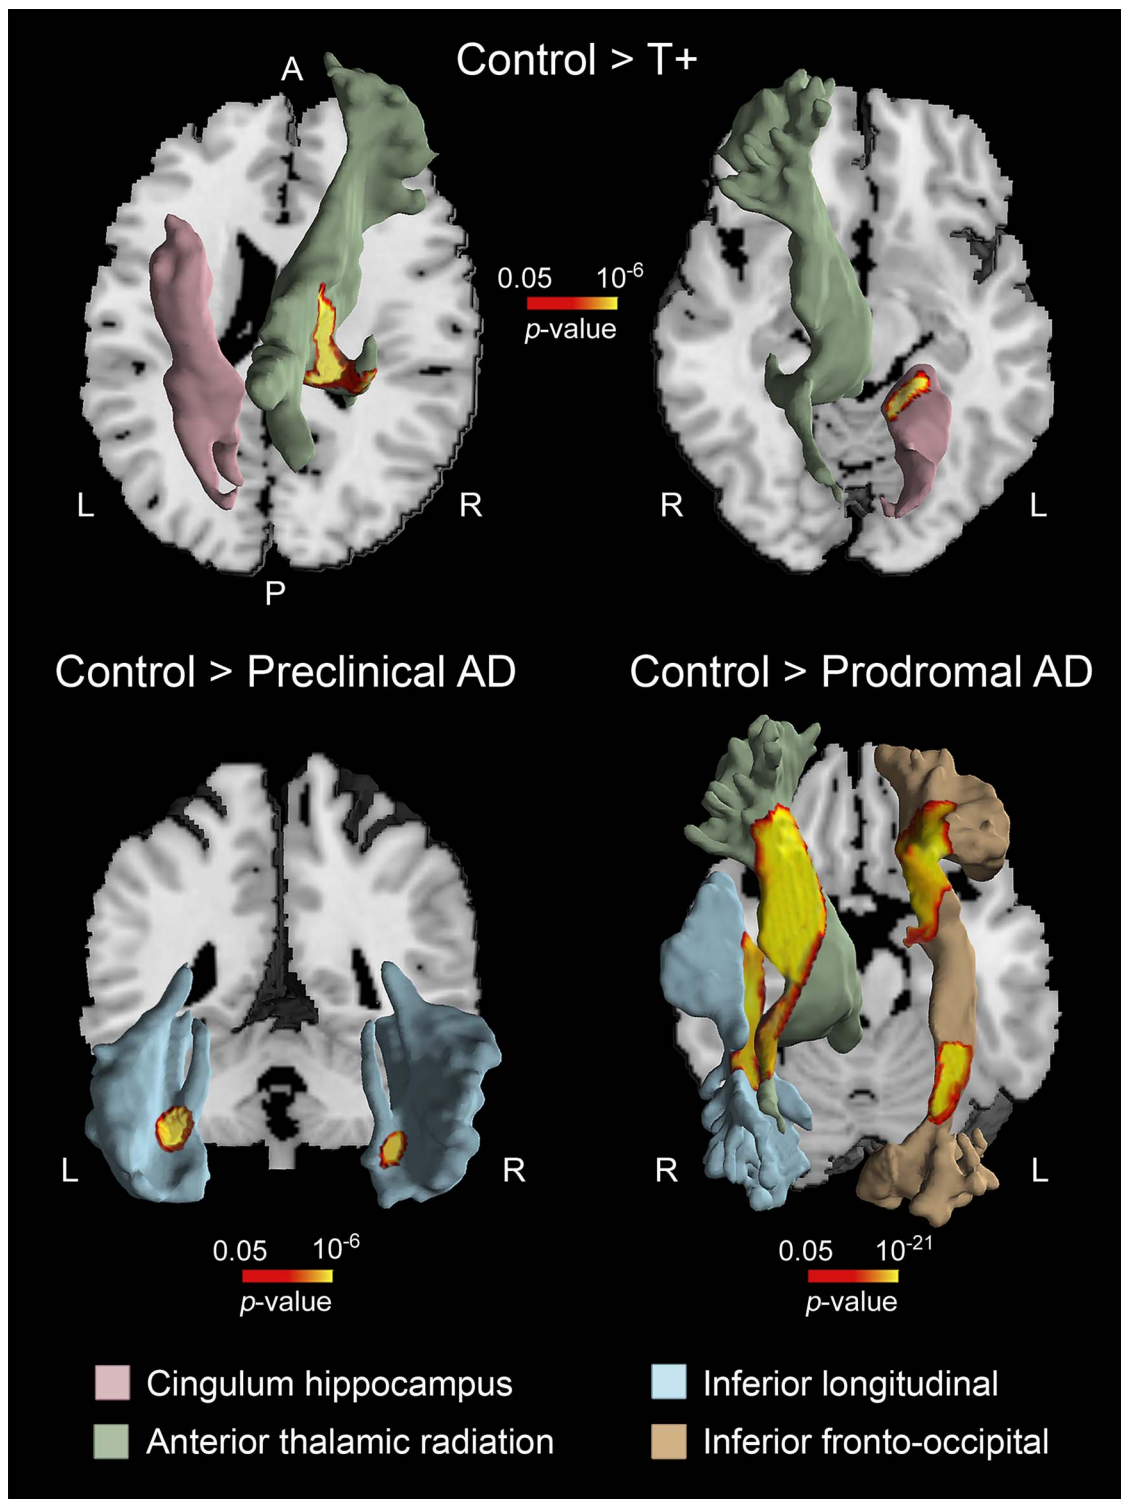 Control > T+
A
0.05 10-6
p-value
L R R L
P
Control > Preclinical AD Control > Prodromal AD
L R R L
0.05 10-6 0.05 10-21
p-value p-value
Cingulum hippocampus Inferior longitudinal
Anterior thalamic radiation Inferior fronto-occipital